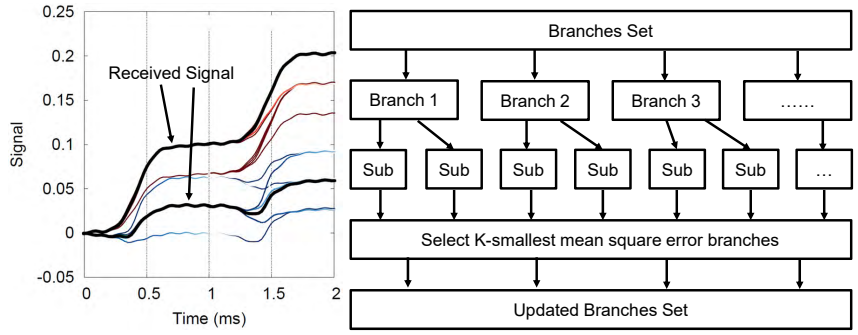 0.25
0.2
0.15
0.1
0.05
0
-0.05
Signal
Received Signal
0
0.5
1
1.5
2
Time (ms)
Branches Set
Branch 1
Branch 2
Branch 3
......
Sub
Sub
Sub
Sub
Sub
Sub
...
Select K-smallest mean square error branches
Updated Branches Set